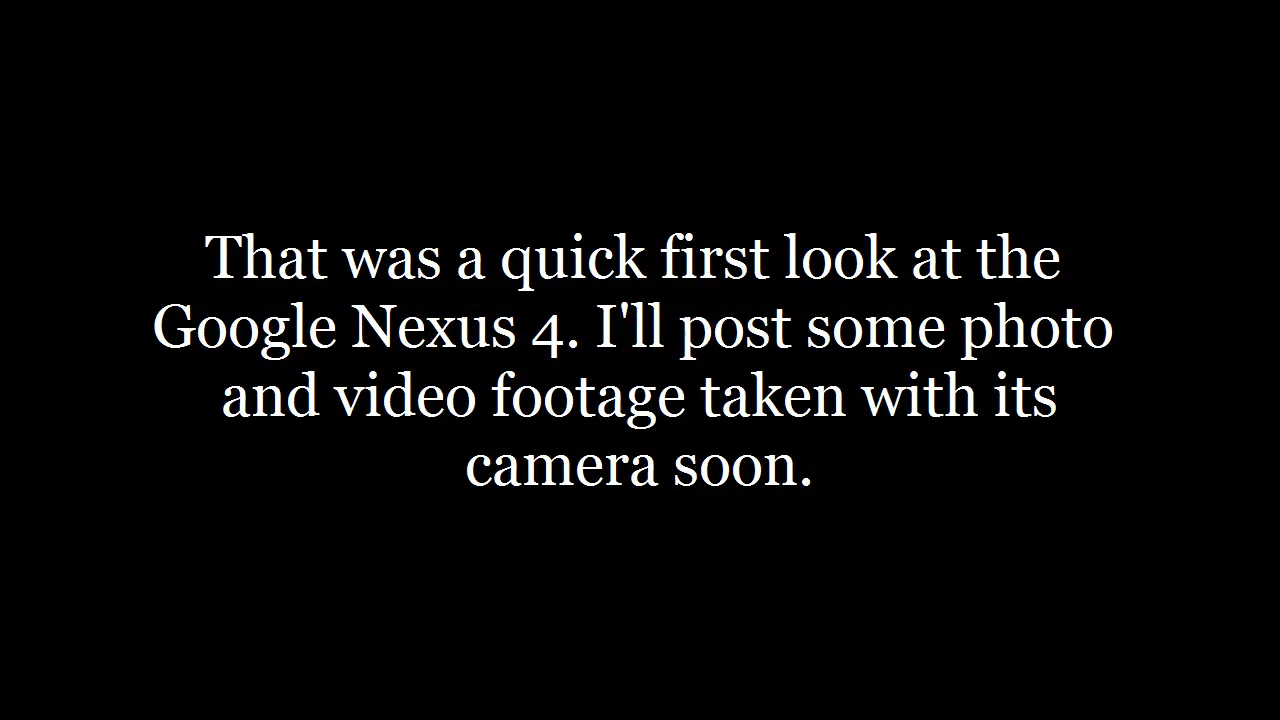 That was a quick first look at the
Google Nexus 4. I'll post some photo
and video footage taken with its
camera soon.